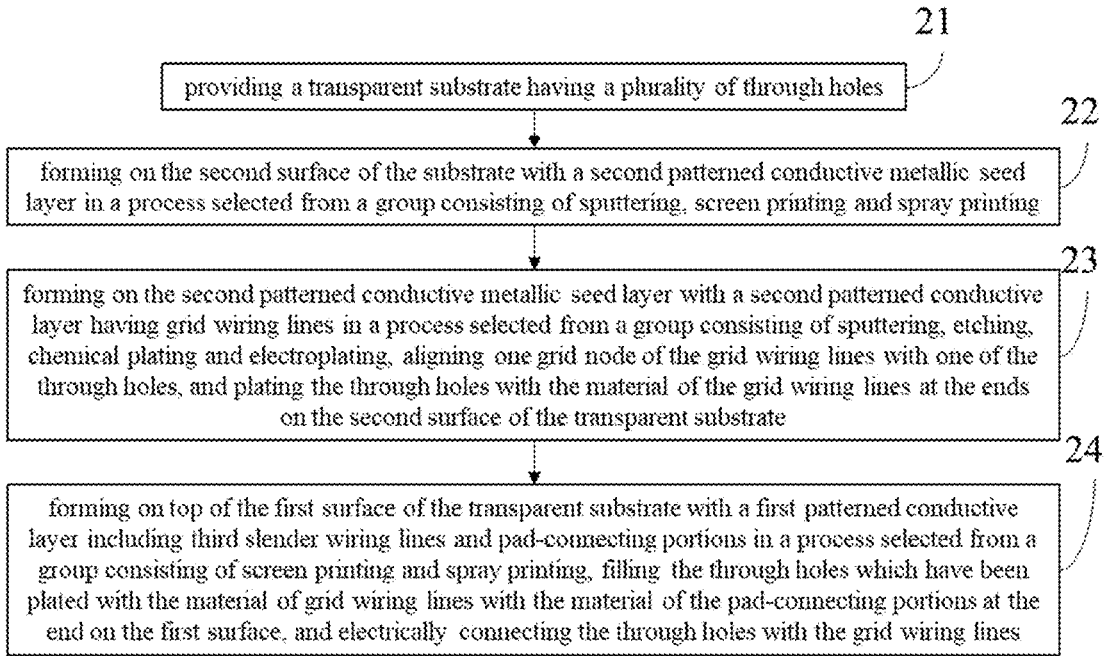 21
providing a transparent substrate having a plurality of through holes
22
forming on the second surface of the substrate with a second patterned conductive metallic seed
layer in a process selected from a group consisting of sputtering, screen printing and spray printing
23
forming on the second patterned conductive metallic seed layer with a second patterned conductive
layer having grid wiring lines in a process selected from a group consisting of sputtering, etching,
chemical plating and electroplating, aligning one grid node of the grid wiring lines with one of the
through holes, and plating the through holes with the material of the grid wiring lines at the ends
on the second surface of the transparent substrate
24
forming on top of the first surface of the transparent substrate with a first patterned conductive
layer including third slender wiring lines and pad-connecting portions in a process selected from a
group consisting of screen printing and spray printing, filling the through holes which have been
plated with the material of grid wiring lines with the material of the pad-connecting portions at the
end on the first surface, and electrically connecting the through holes with the grid wiring lines